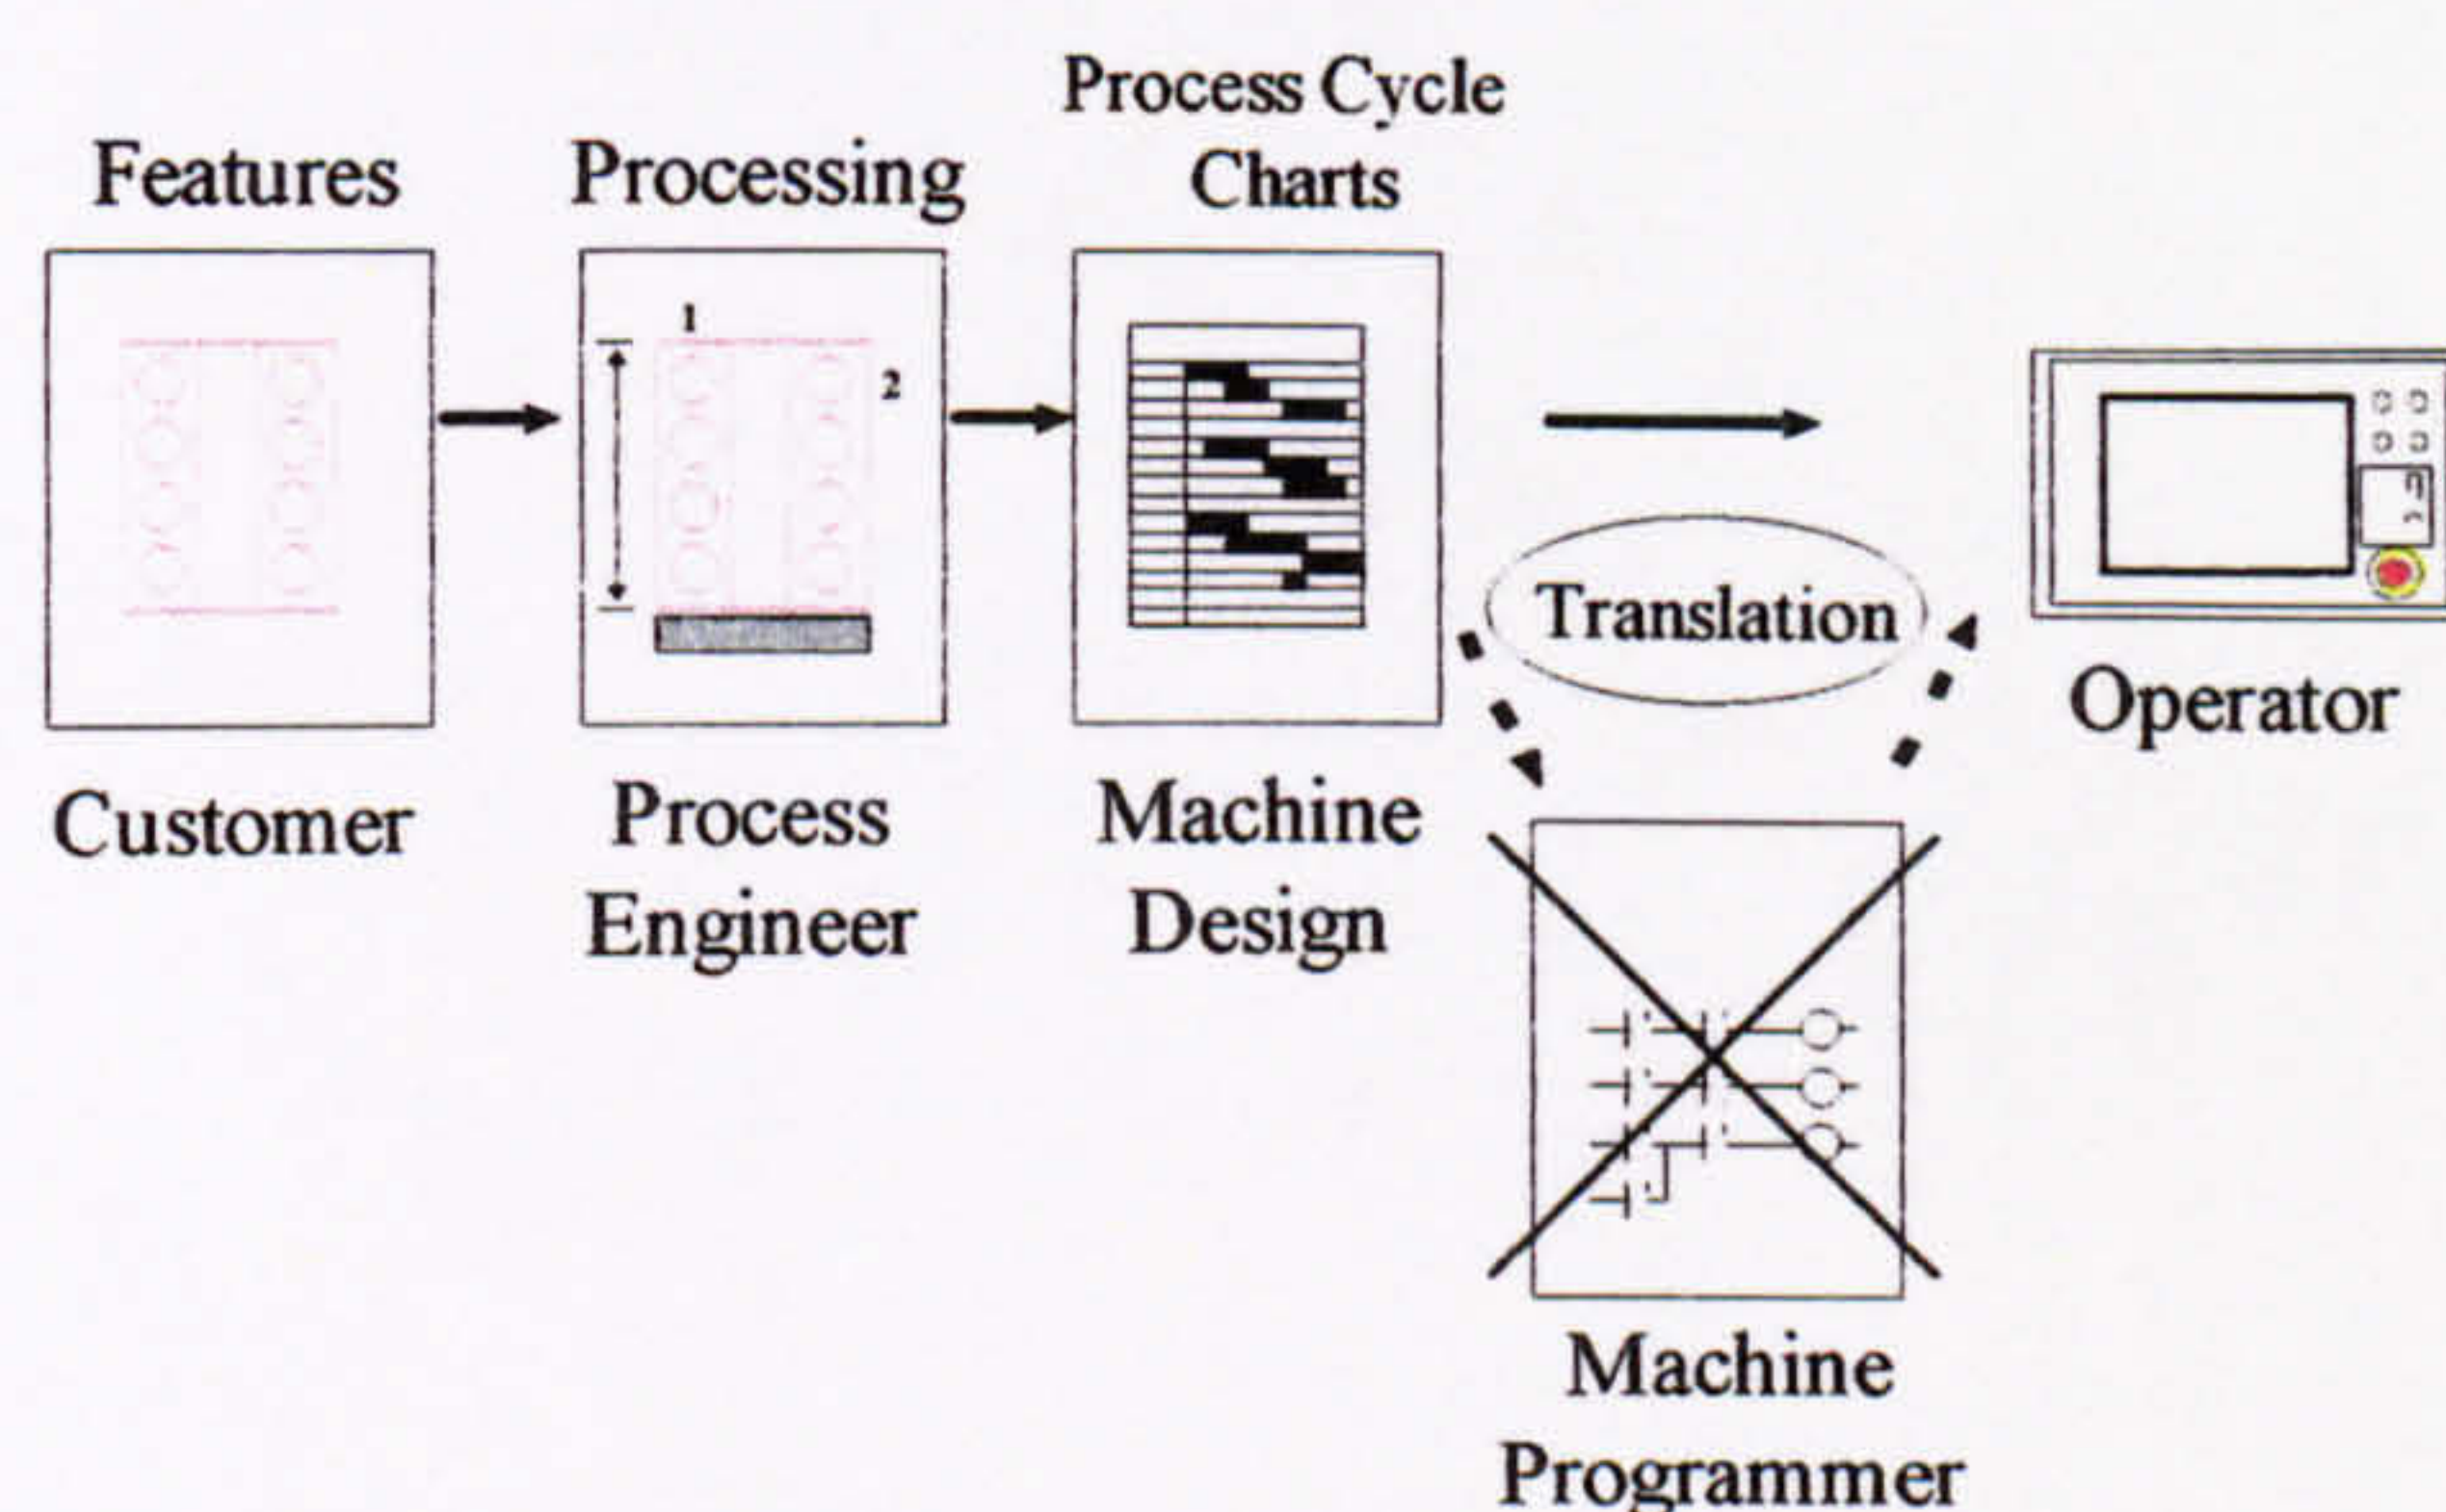 Process Cycle
Charts
Features
Processing
1
2
Translation
Operator
Customer
Process
Engineer
Machine
Design
Machine
Programmer